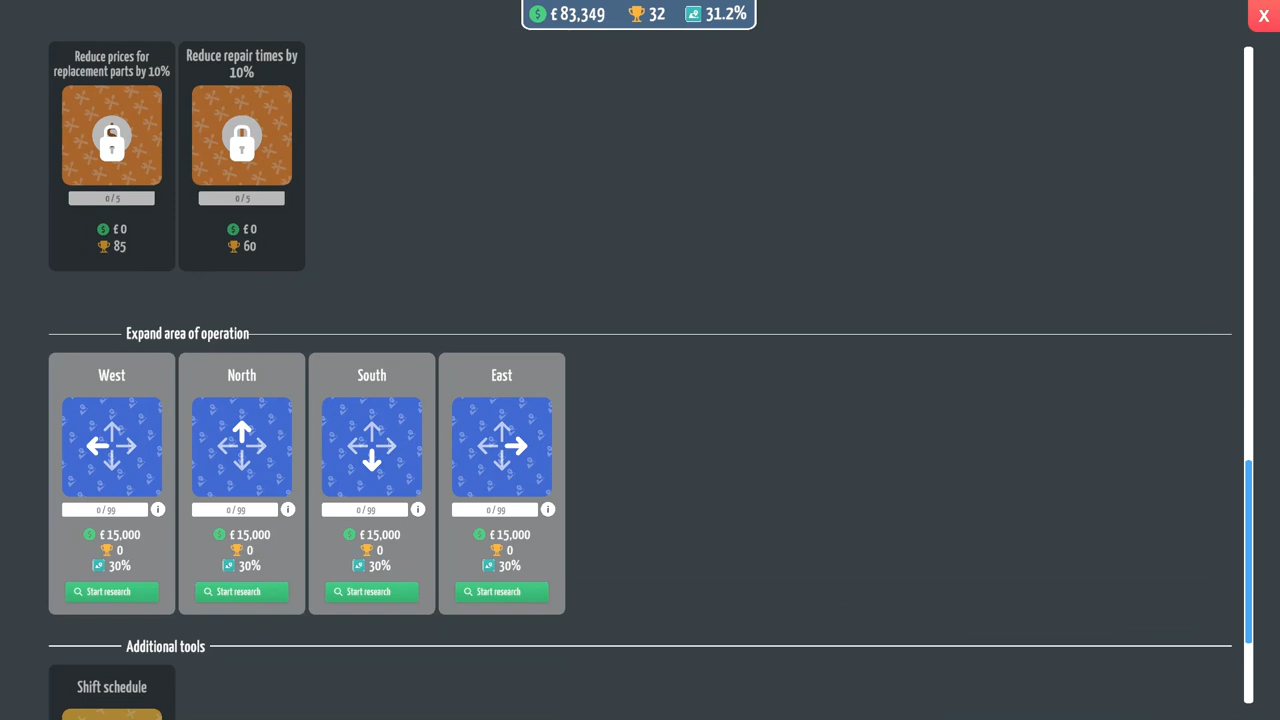 £ 83,349 32 31.2%
X
Reduce prices for
replacement parts by 10%
0 / 5
£ 0
85
Reduce repair times by
10%
0 / 5
£ 0
60
Expand area of operation
West
0 / 99
£ 15,000
0
30%
Start research
North
0 / 99
£ 15,000
0
30%
Start research
South
0 / 99
£ 15,000
0
30%
Start research
East
0 / 99
£ 15,000
0
30%
Start research
Additional tools
Shift schedule